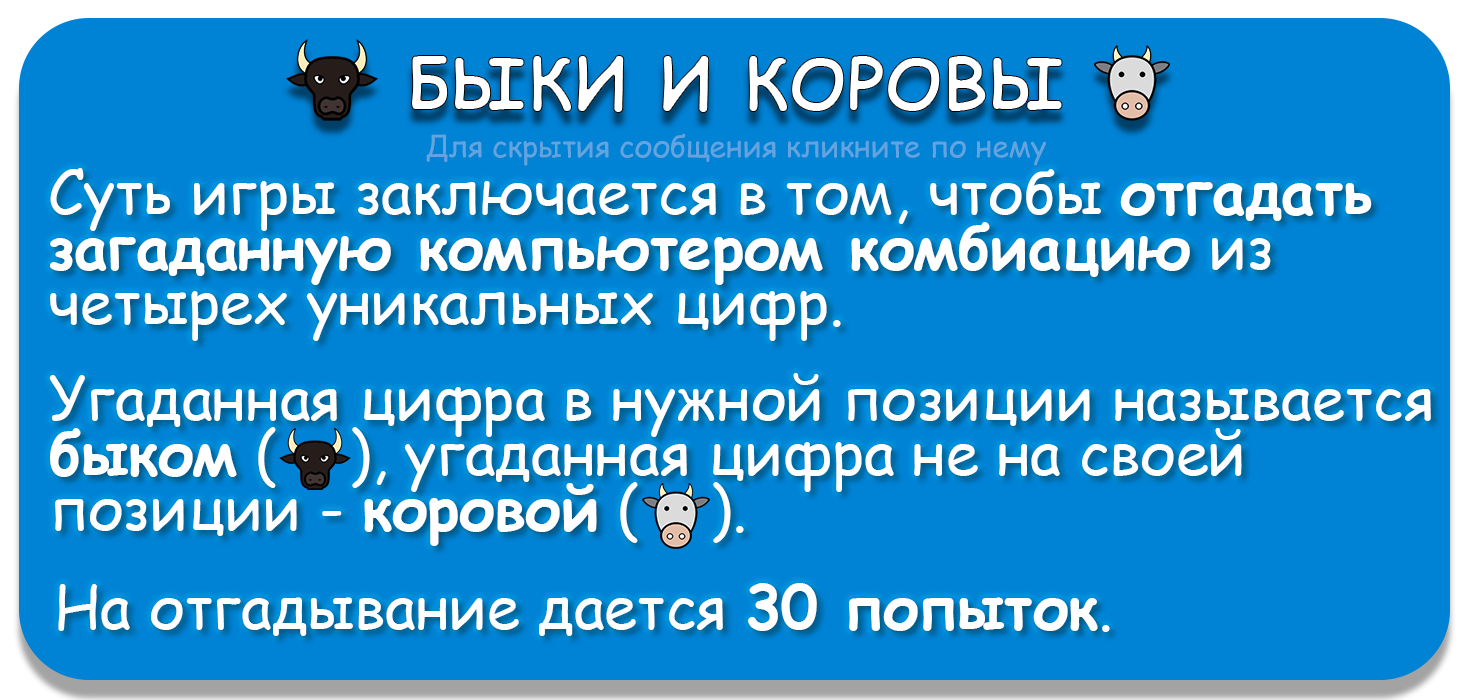 БЫКИ И КОРОВЫ
Для скрытия сообщения кликните по нему
Суть игры заключается в том, чтобы отгадать
загаданную компьютером комбиацию из
четырех уникальных цифр.
Угаданная цифра в нужной позиции называется
быком ( ), угаданная цифра не на своей
позиции - коровой ( ).
На отгадывание дается 30 попыток.